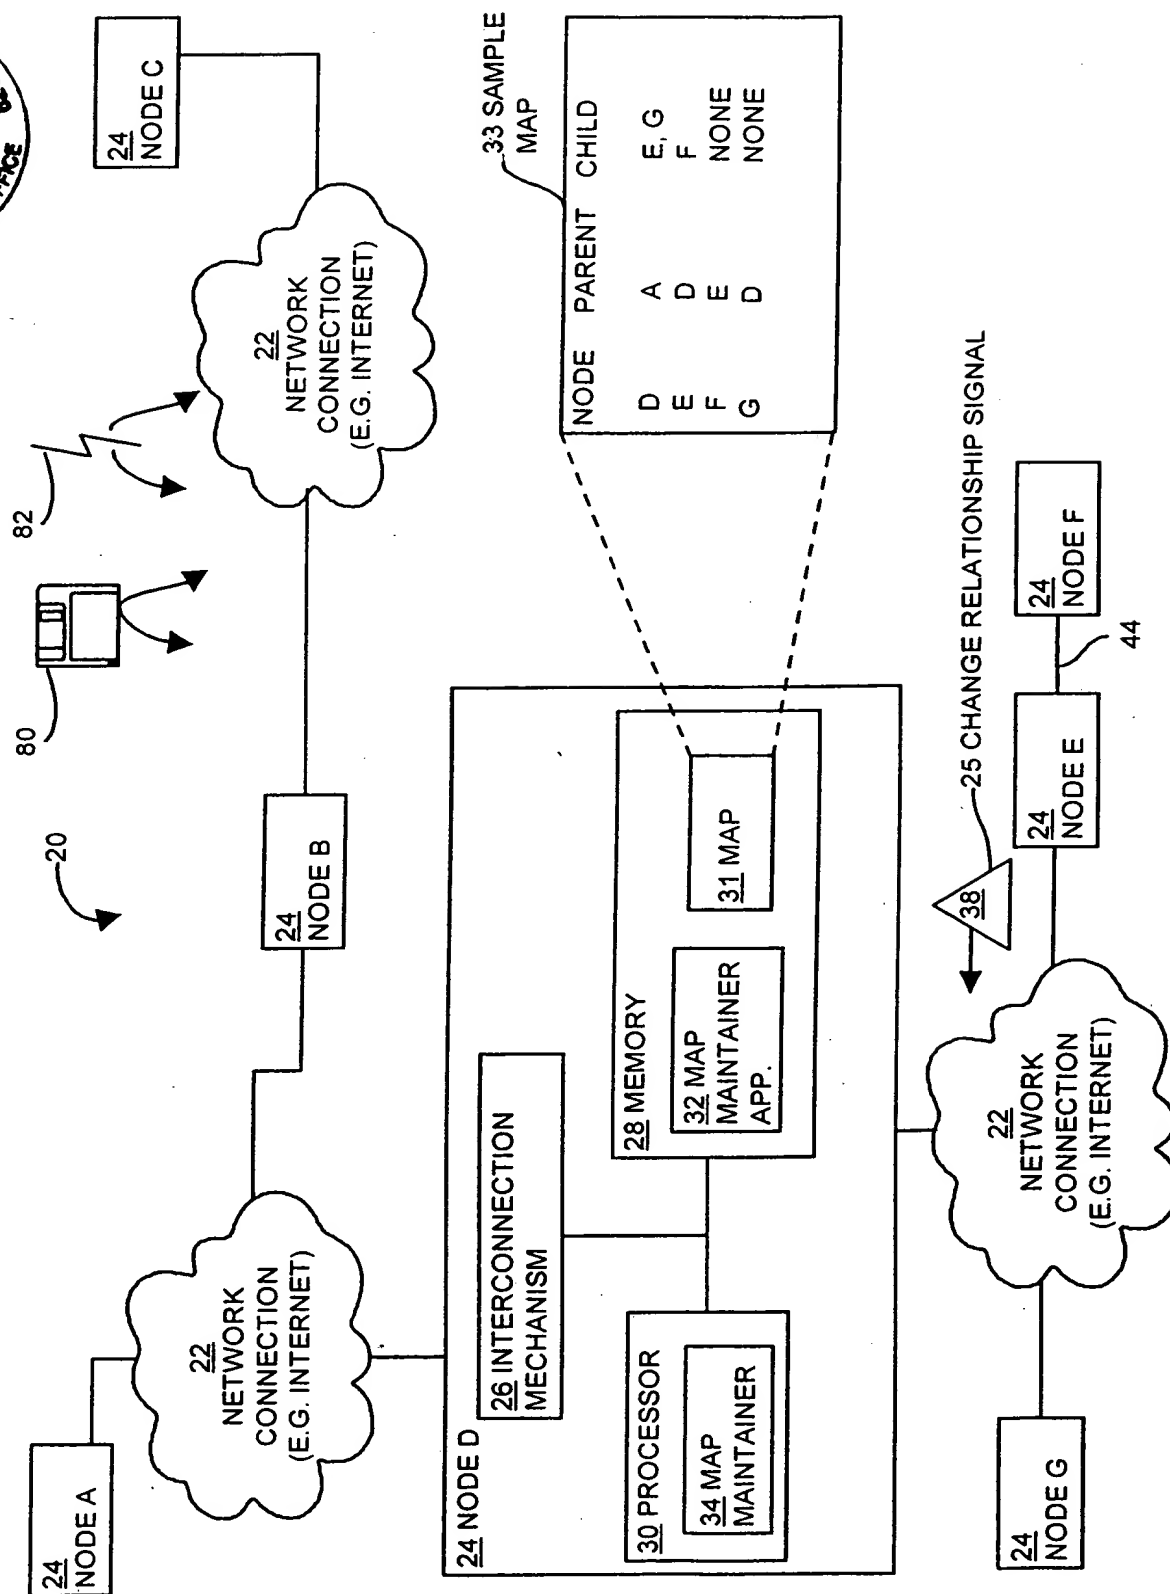 FFICE
20
80
82
24
NODE A
22
NETWORK
CONNECTION
(E.G. INTERNET)
24
NODE B
22
NETWORK
CONNECTION
(E.G. INTERNET)
24
NODE C
24 NODE D
26 INTERCONNECTION
MECHANISM
30 PROCESSOR
34 MAP
MAINTAINER
28 MEMORY
32 MAP
MAINTAINER
APP.
31 MAP
33 SAMPLE
MAP
NODE PARENT CHILD
D A E, G
E D F
F E NONE
G D NONE
24
NODE G
22
NETWORK
CONNECTION
(E.G. INTERNET)
38
25 CHANGE RELATIONSHIP SIGNAL
24
NODE E
44
24
NODE F